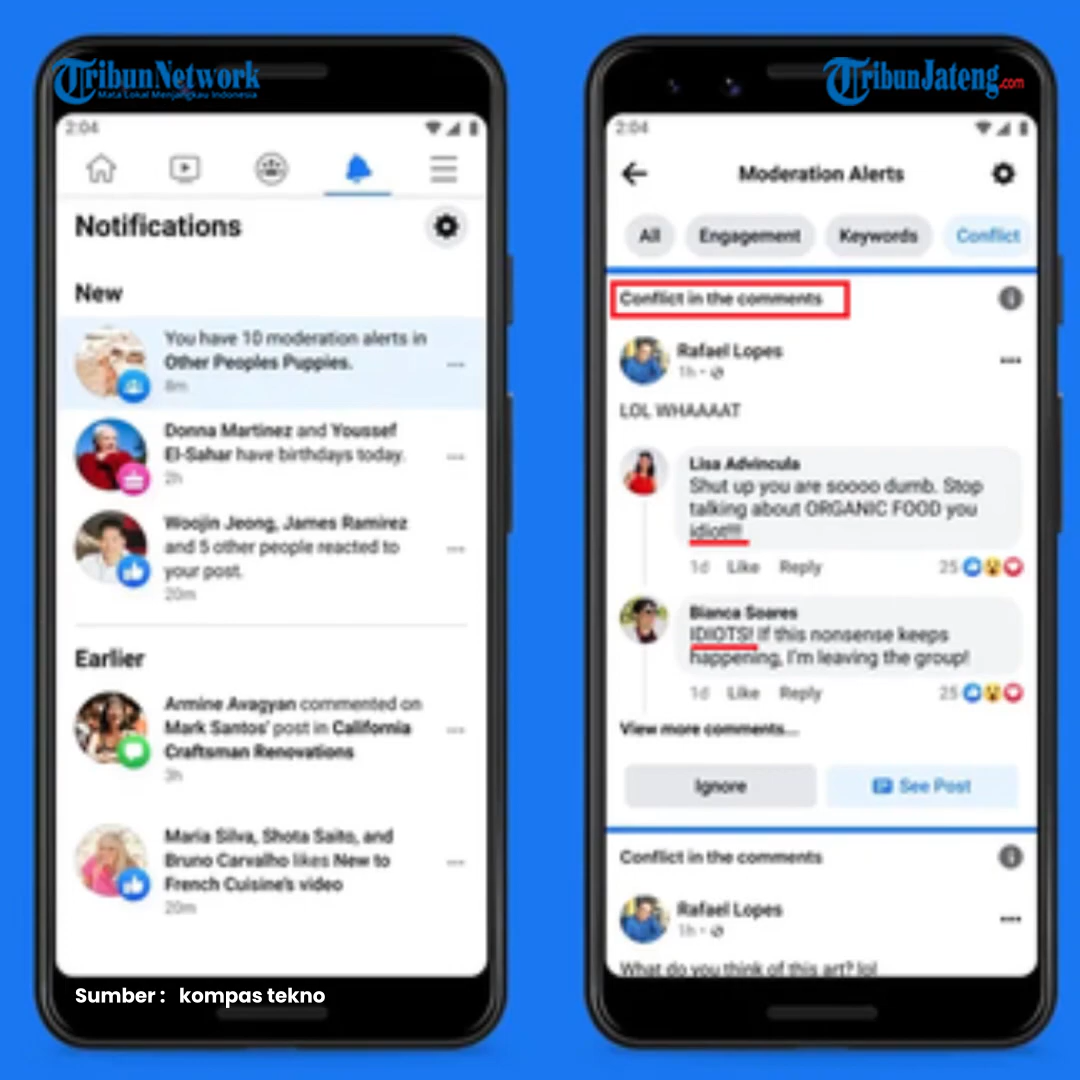 TribunNetwork
Mata Lokal Menjangkau Indonesia
2:04
Notifications
New
You have 10 moderation alerts in
Other Peoples Puppies.
8m
Donna Martinez and Youssef
El-Sahar have birthdays today.
2h
Woojin Jeong, James Ramirez
and 5 other people reacted to
your post.
20m
Earlier
Armine Avagyan commented on
Mark Santos' post in California
Craftsman Renovations
3h
Maria Silva, Shota Saito, and
Bruno Carvalho likes New to
French Cuisine's video
20m
Sumber : kompas tekno
TribunJateng.com
2:04
Moderation Alerts
All Engagement Keywords Conflict
Conflict in the comments
Rafael Lopes
1h
LOL WHAAAAT
Lisa Advincula
Shut up you are soooo dumb. Stop
talking about ORGANIC FOOD you
idiot!!!
1d Like Reply 25
Bianca Soares
IDIOTS! If this nonsense keeps
happening, I'm leaving the group!
1d Like Reply 25
View more comments...
Ignore See Post
Conflict in the comments
Rafael Lopes
1h
What do you think of this art? lol